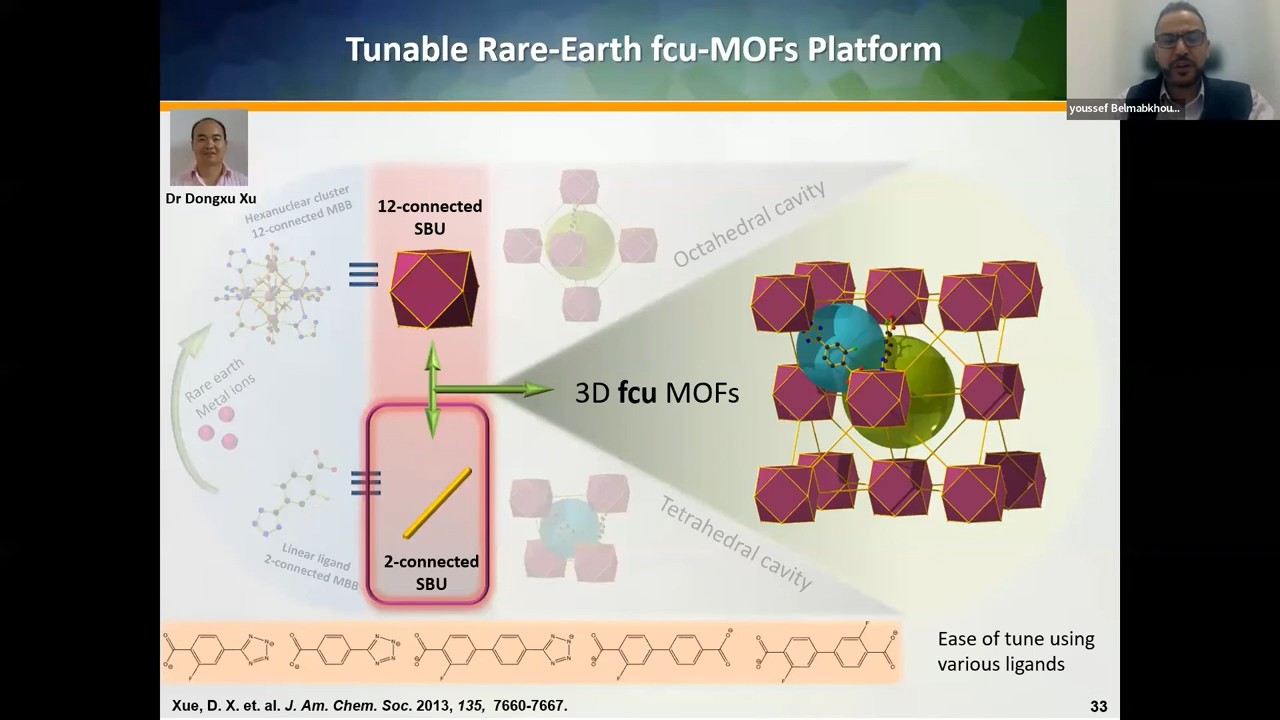 Tunable Rare-Earth fcu-MOFs Platform
youssef Belmabkhou...
Dr Dongxu Xu
Hexanuclear cluster
12-connected MBB
12-connected
SBU
Octahedral cavity
Rare earth
Metal ions
3D fcu MOFs
Linear ligand
2-connected MBB
2-connected
SBU
Tetrahedral cavity
Ease of tune using
various ligands
Xue, D. X. et. al. J. Am. Chem. Soc. 2013, 135, 7660-7667.
33